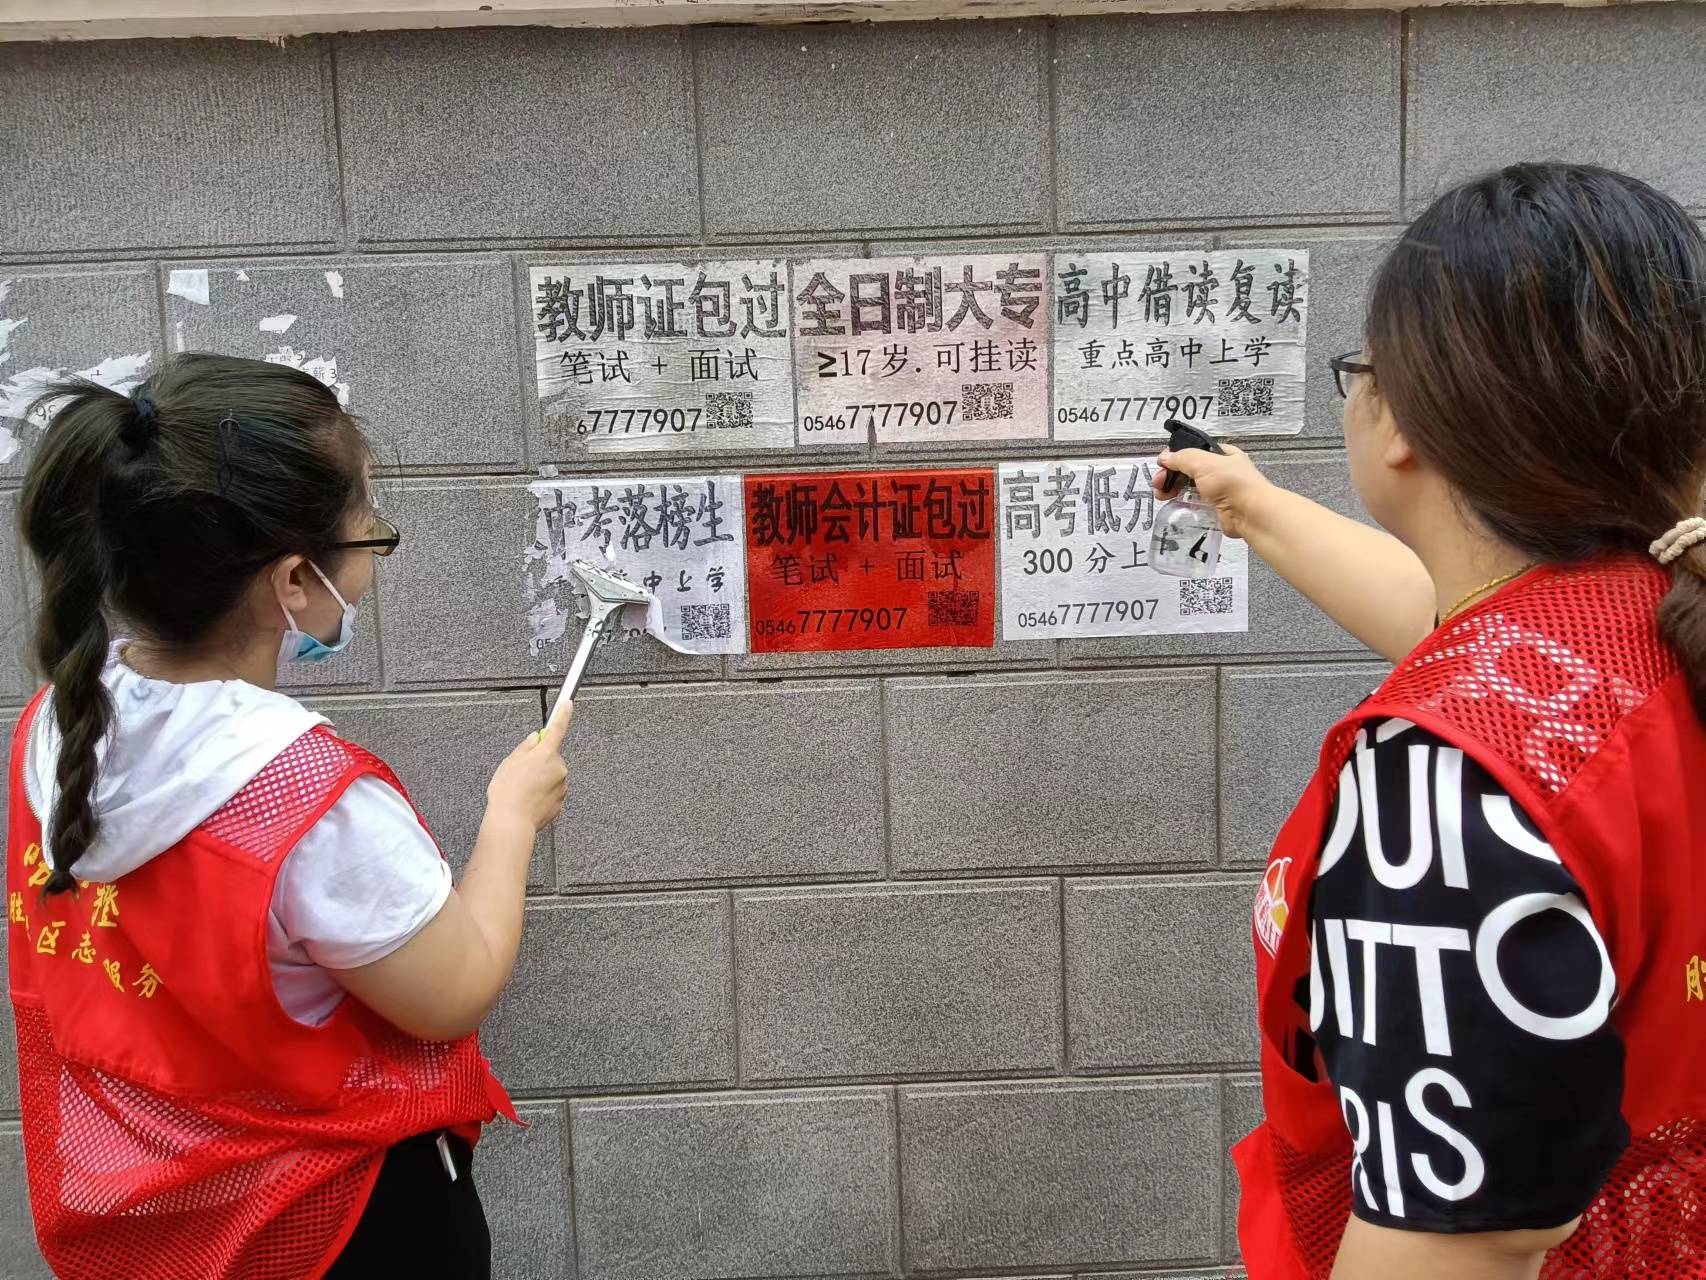 教师证包过
笔试 + 面试
67777907
全日制大专
≥17岁.可挂读
05467777907
高中借读复读
重点高中上学
05467777907
中考落榜生
中上学
教师会计证包过
笔试 + 面试
05467777907
高考低分
300分上
05467777907
区志
服务
UITTO
RIS